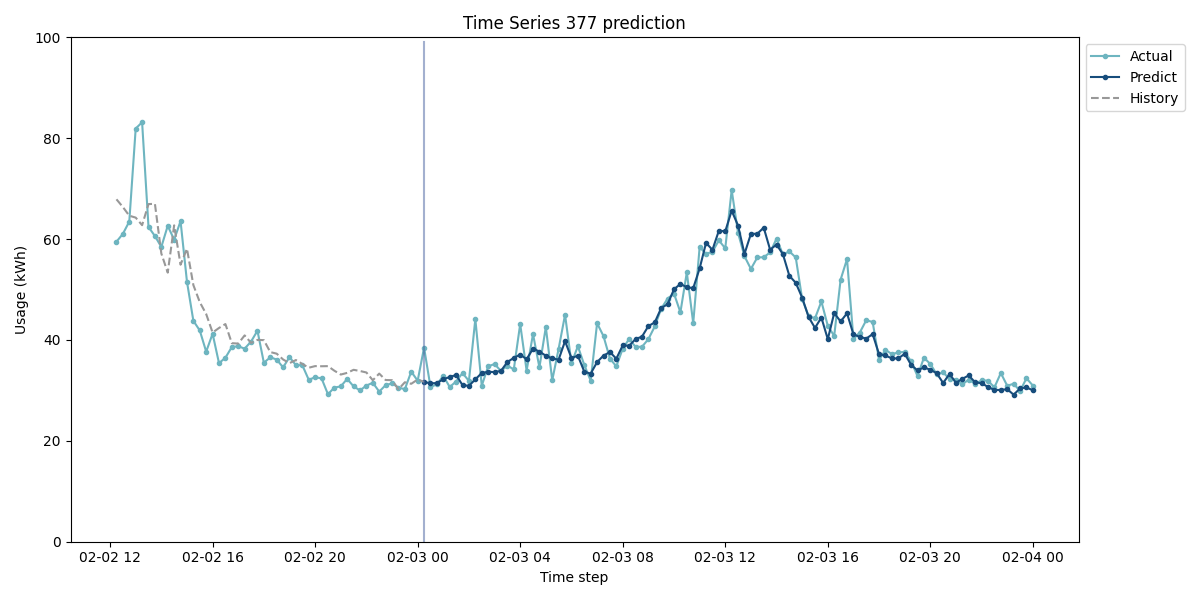 Time Series 377 prediction
100
80
60
40
20
0
Usage (kWh)
02-02 12
02-02 16
02-02 20
02-03 00
02-03 04
02-03 08
02-03 12
02-03 16
02-03 20
02-04 00
Time step
Actual
Predict
History